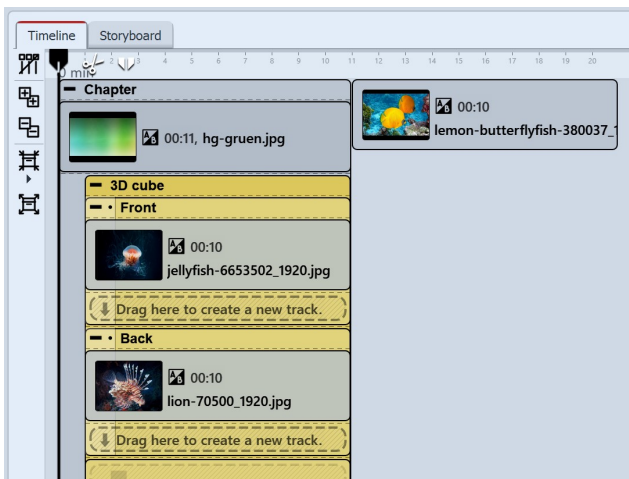 Timeline Storyboard
0 min 2 3 4 5 6 7 8 9 10 11 12 13 14 15 16 17 18 19 20
Chapter
00:11, hg-gruen.jpg
00:10
lemon-butterflyfish-380037_1
3D cube
Front
00:10
jellyfish-6653502_1920.jpg
Drag here to create a new track.
Back
00:10
lion-70500_1920.jpg
Drag here to create a new track.